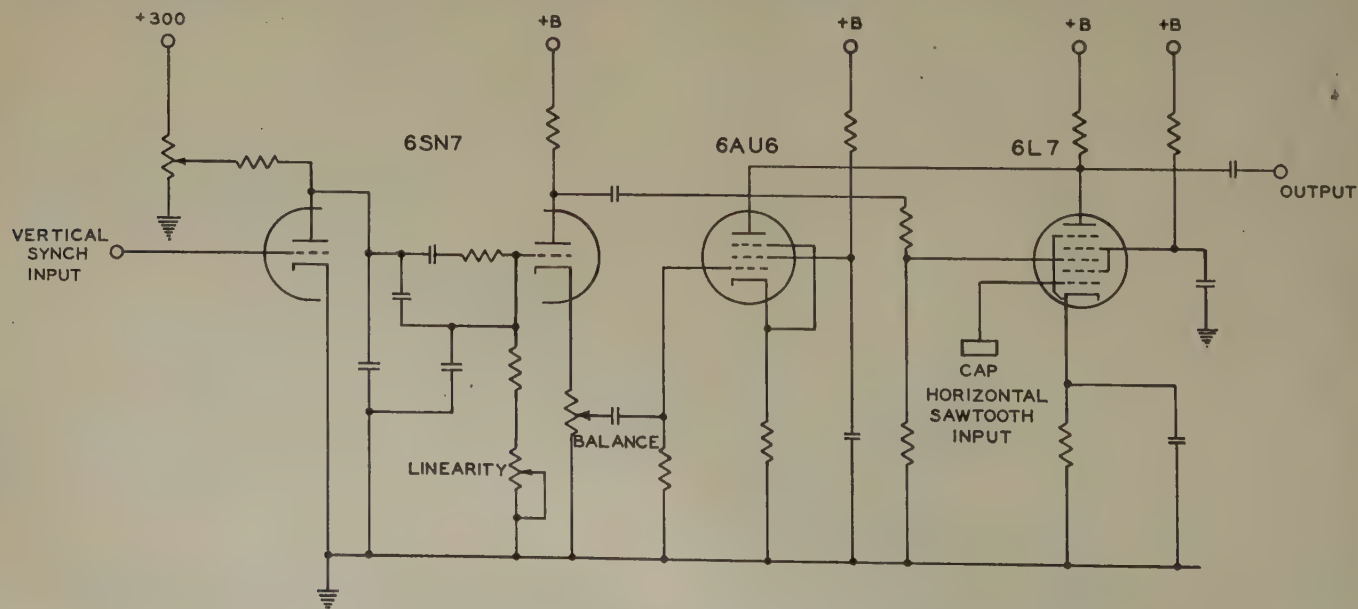 +300
+B
+B
+B
+B
6SN7
6AU6
6L7
OUTPUT
VERTICAL
SYNCH
INPUT
CAP
HORIZONTAL
SAWTOOTH
INPUT
BALANCE
LINEARITY